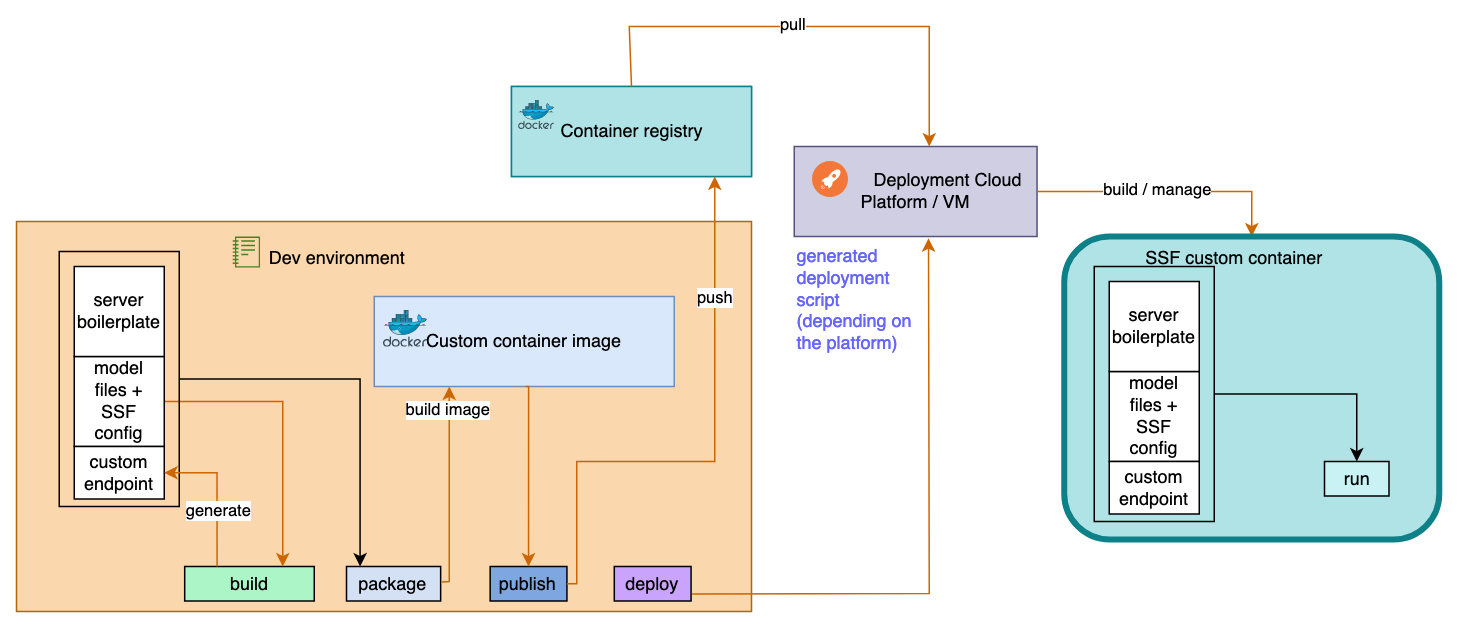 pull
docker
Container registry
Deployment Cloud
Platform / VM
build / manage
Dev environment
server
boilerplate
model
files +
SSF
config
custom
endpoint
generate
docker
Custom container image
build image
push
generated
deployment
script
(depending on
the platform)
build
package
publish
deploy
SSF custom container
server
boilerplate
model
files +
SSF
config
custom
endpoint
run